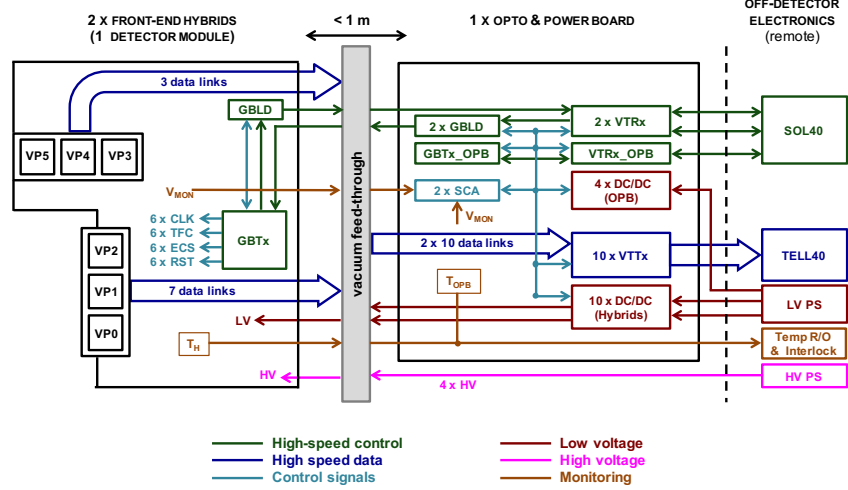 2 x FRONT-END HYBRIDS
(1 DETECTOR MODULE)
< 1 m
1 x OPTO & POWER BOARD
OFF-DETECTOR
ELECTRONICS
(remote)
3 data links
GBLD
VP5
VP4
VP3
VMON
6 x CLK
6 x TFC
6 x ECS
6 x RST
GBTx
VP2
VP1
VP0
7 data links
LV
TH
HV
vacuum feed-through
2 x GBLD
2 x VTRx
GBTx_OPB
VTRx_OPB
2 x SCA
4 x DC/DC
(OPB)
VMON
2 x 10 data links
10 x VTTx
TOPB
10 x DC/DC
(Hybrids)
4 x HV
SOL40
TELL40
LV PS
Temp R/O
& Interlock
HV PS
High-speed control
High speed data
Control signals
Low voltage
High voltage
Monitoring